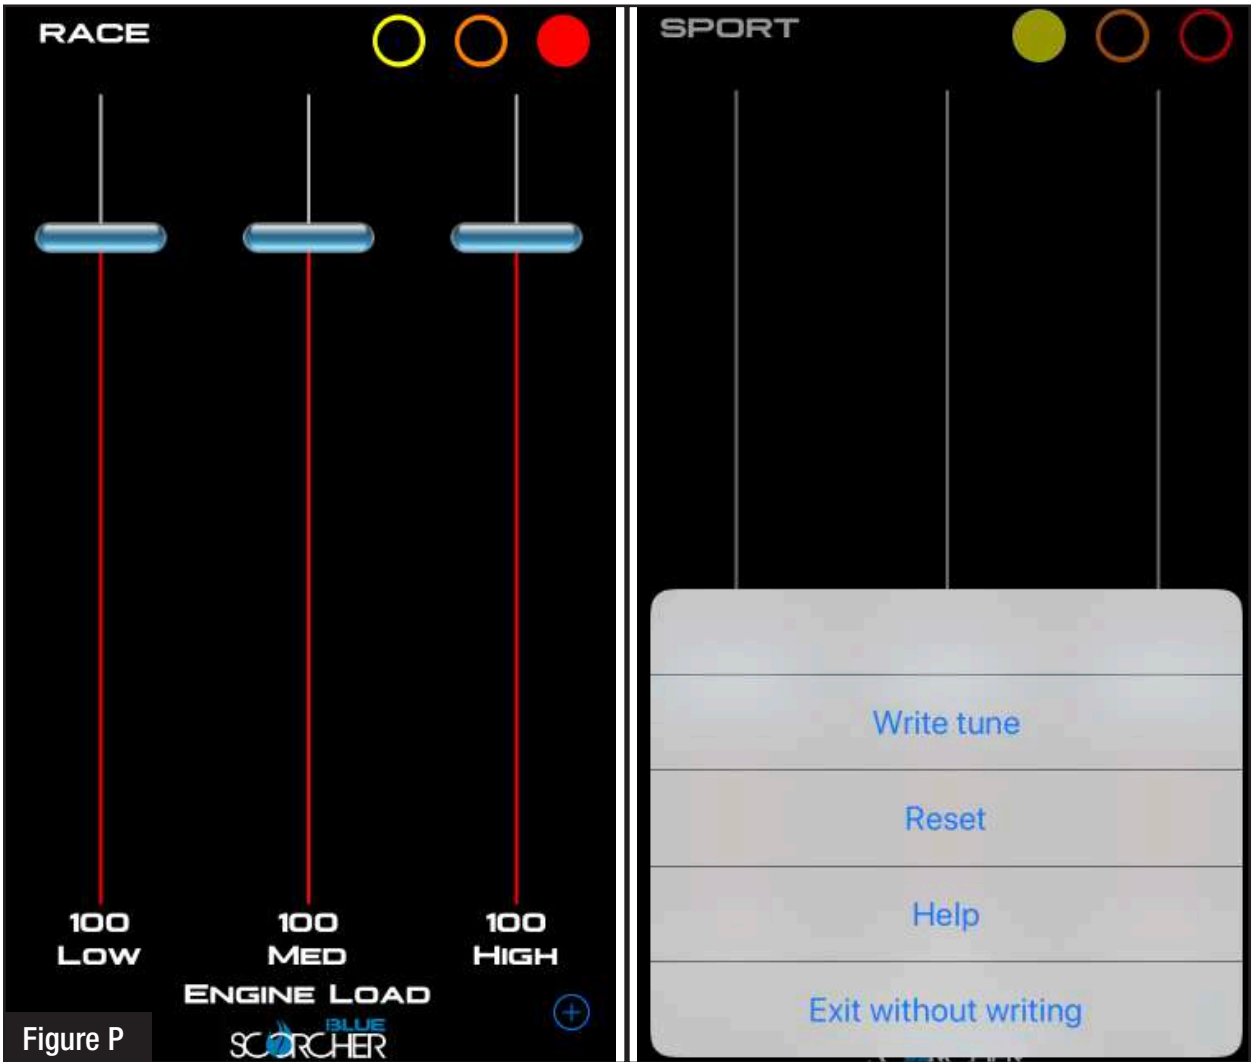 RACE
100
LOW
100
MED
100
HIGH
ENGINE LOAD
BLUE
SCORCHER
Figure P
SPORT
Write tune
Reset
Help
Exit without writing